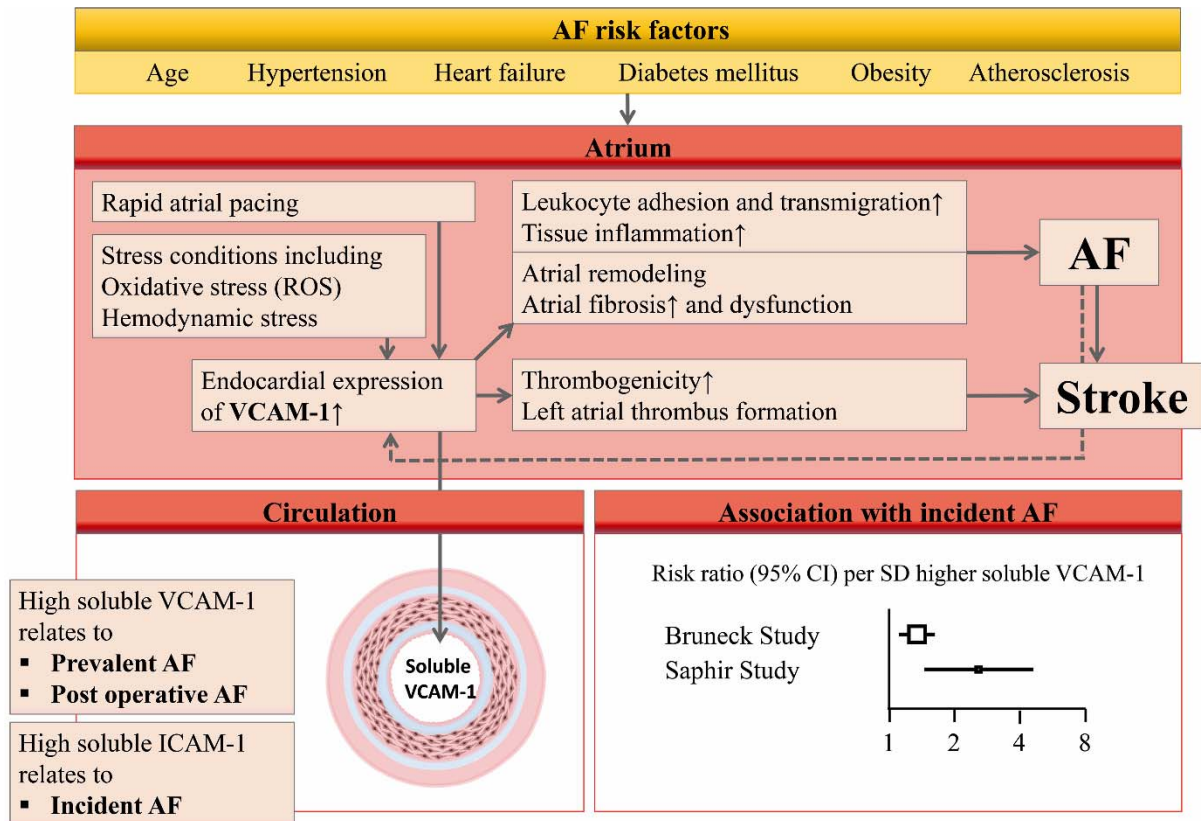 AF risk factors
Age Hypertension Heart failure Diabetes mellitus Obesity Atherosclerosis
Atrium
Rapid atrial pacing
Stress conditions including
Oxidative stress (ROS)
Hemodynamic stress
Endocardial expression
of VCAM-1↑
Leukocyte adhesion and transmigration↑
Tissue inflammation↑
Atrial remodeling
Atrial fibrosis↑ and dysfunction
Thrombogenicity↑
Left atrial thrombus formation
AF
Stroke
Circulation
High soluble VCAM-1
relates to
▪ Prevalent AF
▪ Post operative AF
High soluble ICAM-1
relates to
▪ Incident AF
Soluble
VCAM-1
Association with incident AF
Risk ratio (95% CI) per SD higher soluble VCAM-1
Bruneck Study
Saphir Study
1 2 4 8